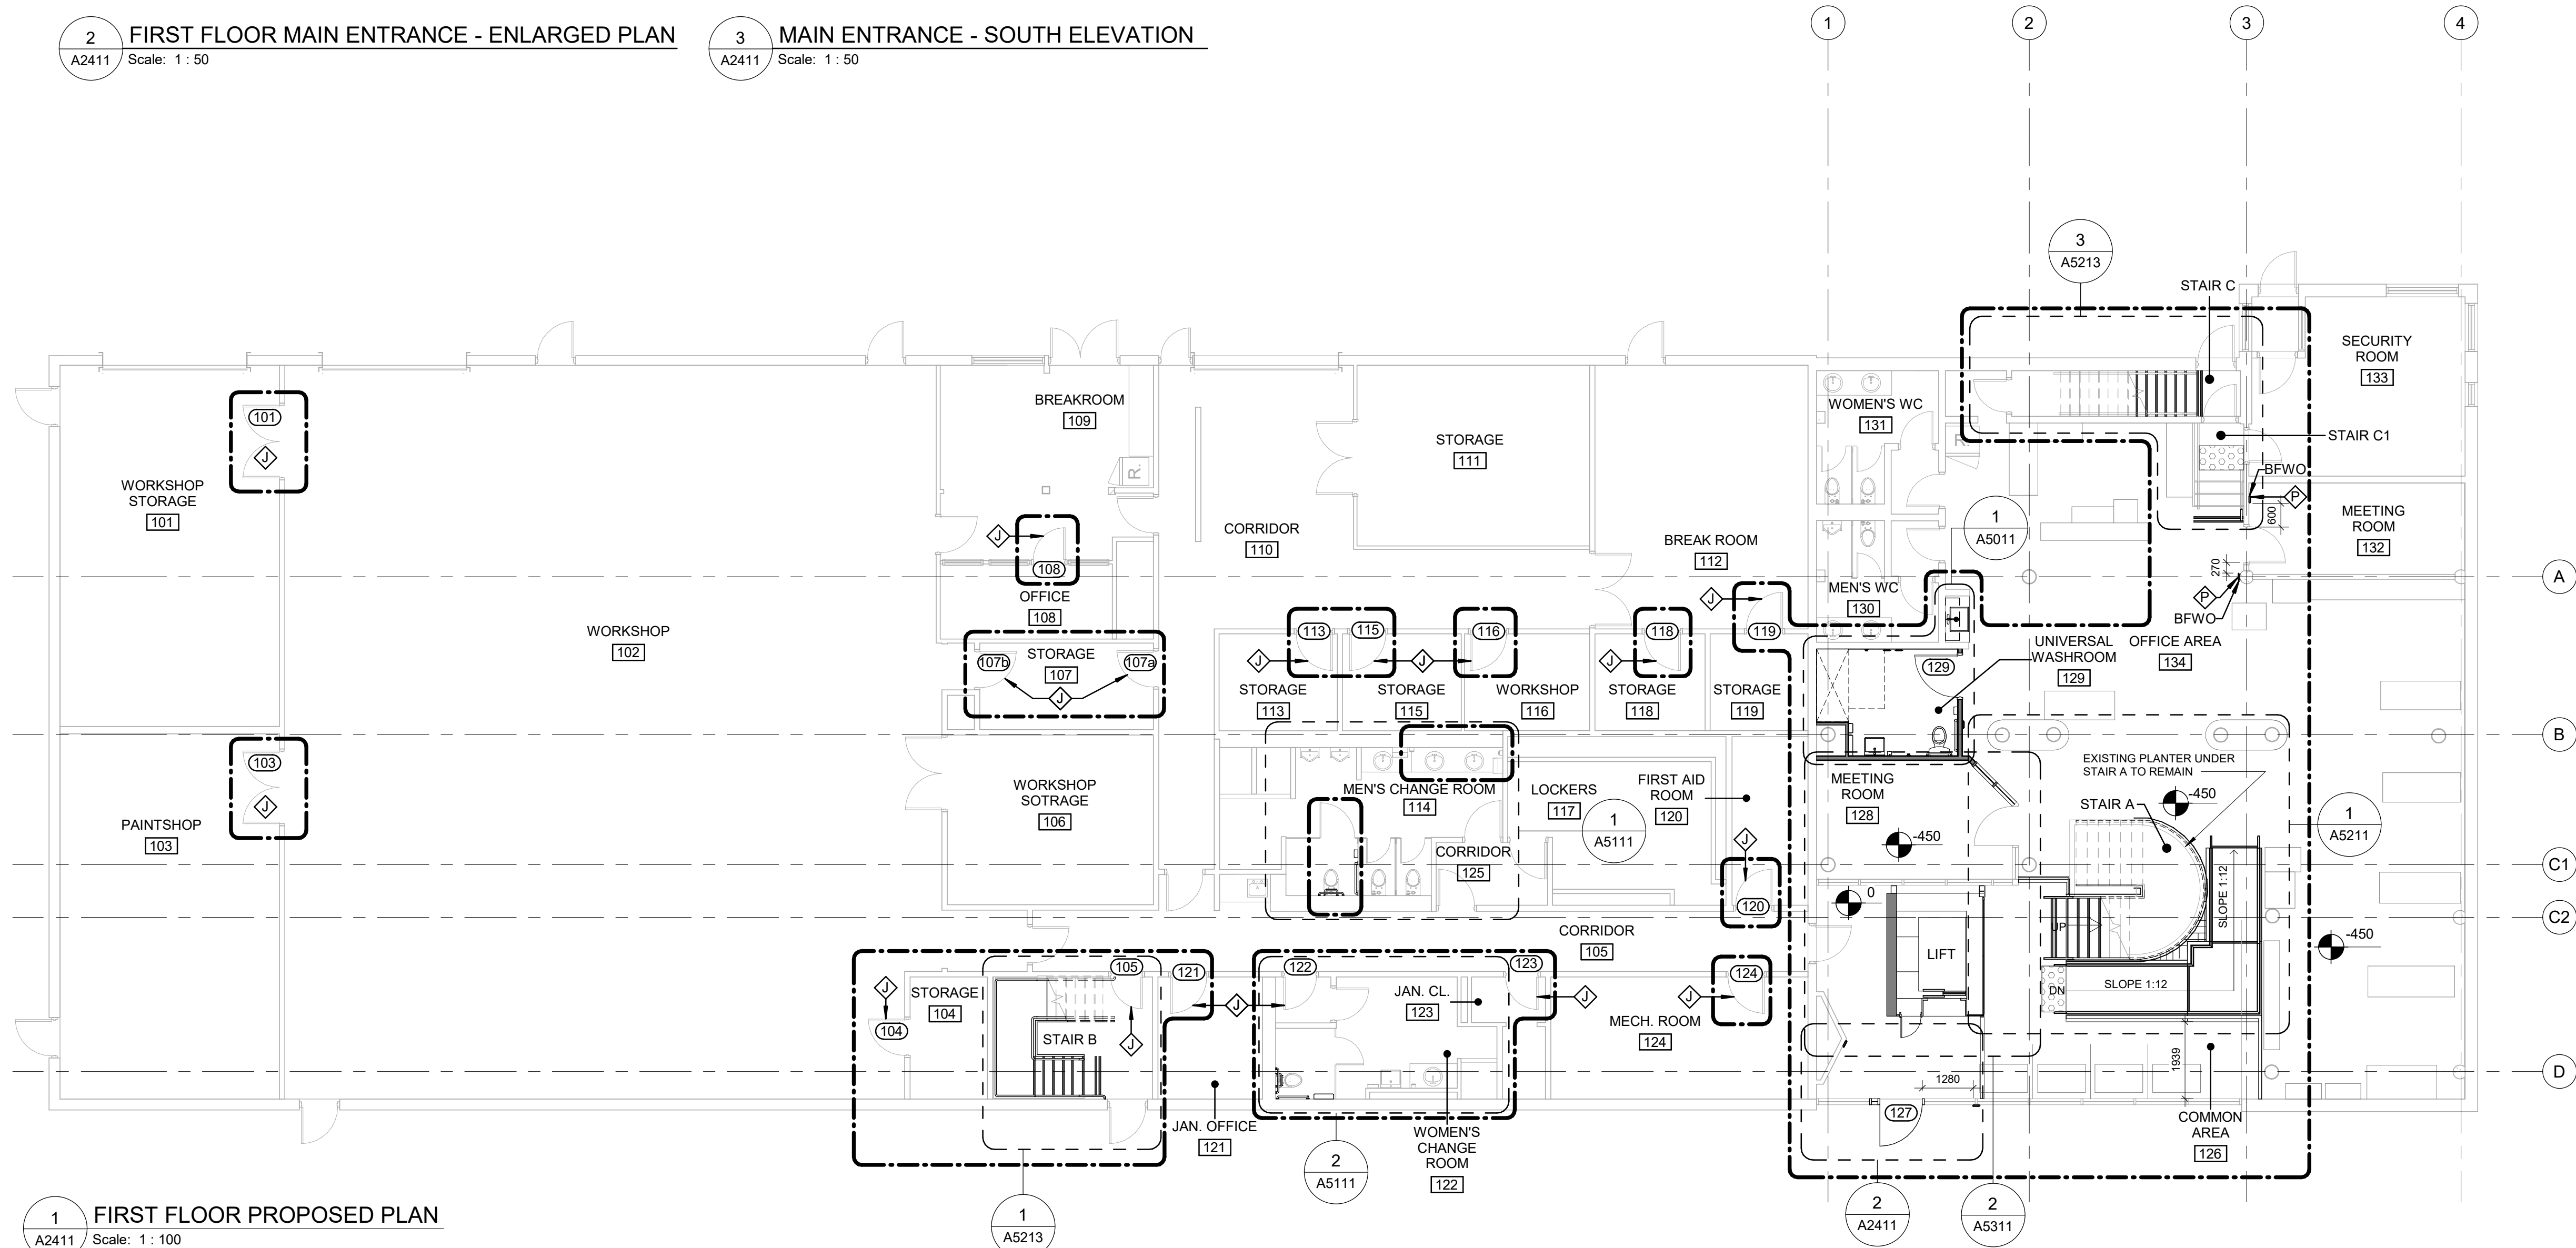 2
A2411
FIRST FLOOR MAIN ENTRANCE - ENLARGED PLAN
Scale: 1 : 50
3
A2411
MAIN ENTRANCE - SOUTH ELEVATION
Scale: 1 : 50
1
2
3
4
3
A5213
STAIR C
SECURITY
ROOM
133
STAIR C1
BFWO
P
600
MEETING
ROOM
132
270
P
BFWO
A
B
C1
C2
D
101
J
WORKSHOP
STORAGE
101
WORKSHOP
102
BREAKROOM
109
R.
J
108
OFFICE
108
107b
STORAGE
107
107a
J
CORRIDOR
110
STORAGE
111
BREAK ROOM
112
WOMEN'S WC
131
R.
MEN'S WC
130
1
A5011
J
119
113
115
116
118
J
J
J
STORAGE
113
STORAGE
115
WORKSHOP
116
STORAGE
118
STORAGE
119
129
UNIVERSAL
WASHROOM
129
OFFICE AREA
134
103
J
PAINTSHOP
103
WORKSHOP
SOTRAGE
106
MEN'S CHANGE ROOM
114
LOCKERS
117
FIRST AID
ROOM
120
1
A5111
CORRIDOR
125
J
120
MEETING
ROOM
128
-450
EXISTING PLANTER UNDER
STAIR A TO REMAIN
STAIR A
-450
1
A5211
0
LIFT
UP
SLOPE 1:12
SLOPE 1:12
DN
-450
CORRIDOR
105
J
104
STORAGE
104
105
121
STAIR B
J
J
122
123
JAN. CL.
123
J
J
124
MECH. ROOM
124
1280
127
1939
COMMON
AREA
126
JAN. OFFICE
121
WOMEN'S
CHANGE
ROOM
122
2
A5111
1
A5213
2
A2411
2
A5311
1
A2411
FIRST FLOOR PROPOSED PLAN
Scale: 1 : 100